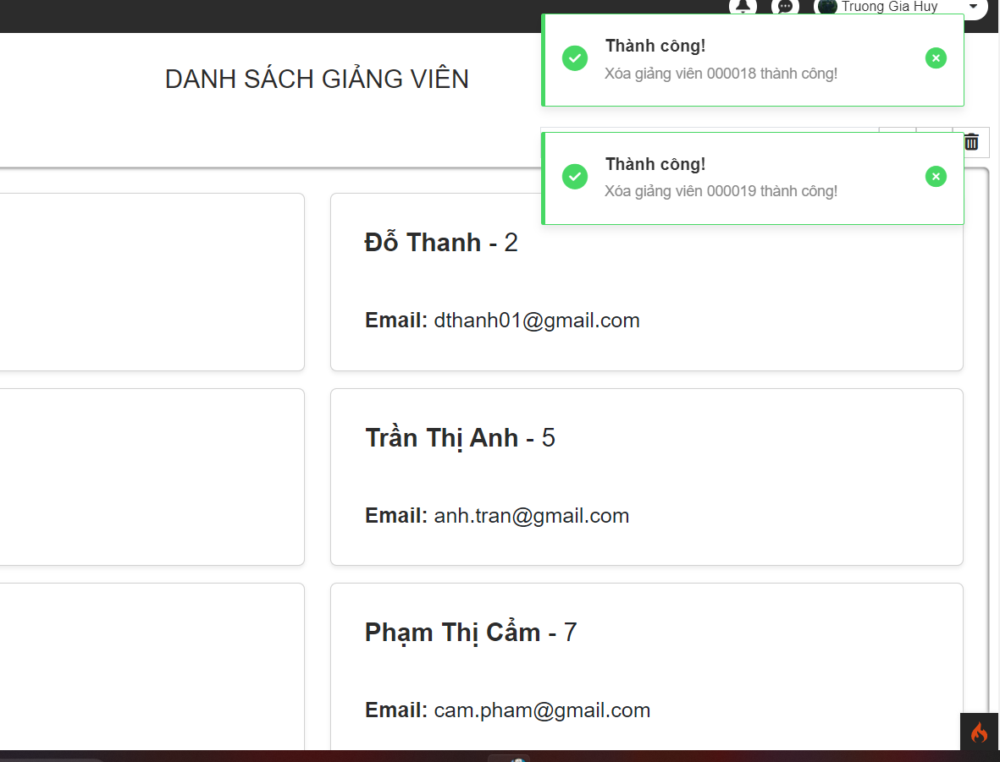 Truong Gia Huy
Thành công!
Xóa giảng viên 000018 thành công!
DANH SÁCH GIẢNG VIÊN
Thành công!
Xóa giảng viên 000019 thành công!
Đỗ Thanh - 2
Email: dthanh01@gmail.com
Trần Thị Anh - 5
Email: anh.tran@gmail.com
Phạm Thị Cẩm - 7
Email: cam.pham@gmail.com